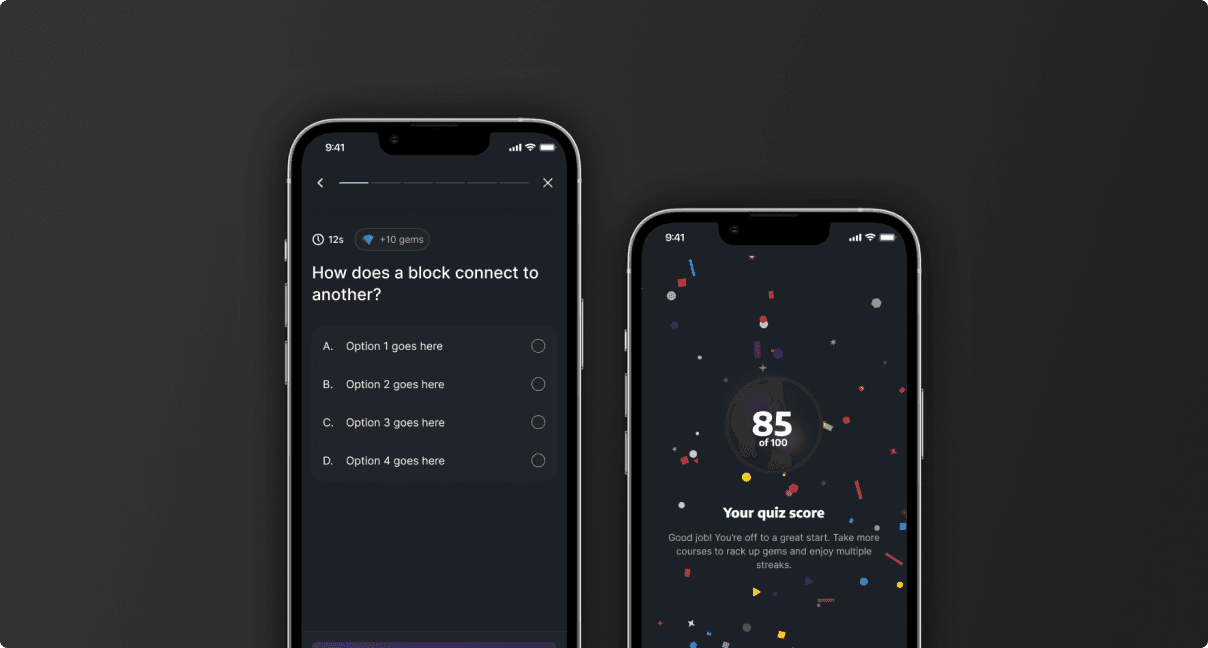 9:41
12s
+10 gems
How does a block connect to
another?
A. Option 1 goes here
B. Option 2 goes here
C. Option 3 goes here
D. Option 4 goes here
9:41
85
of 100
Your quiz score
Good job! You're off to a great start. Take more
courses to rack up gems and enjoy multiple
streaks.